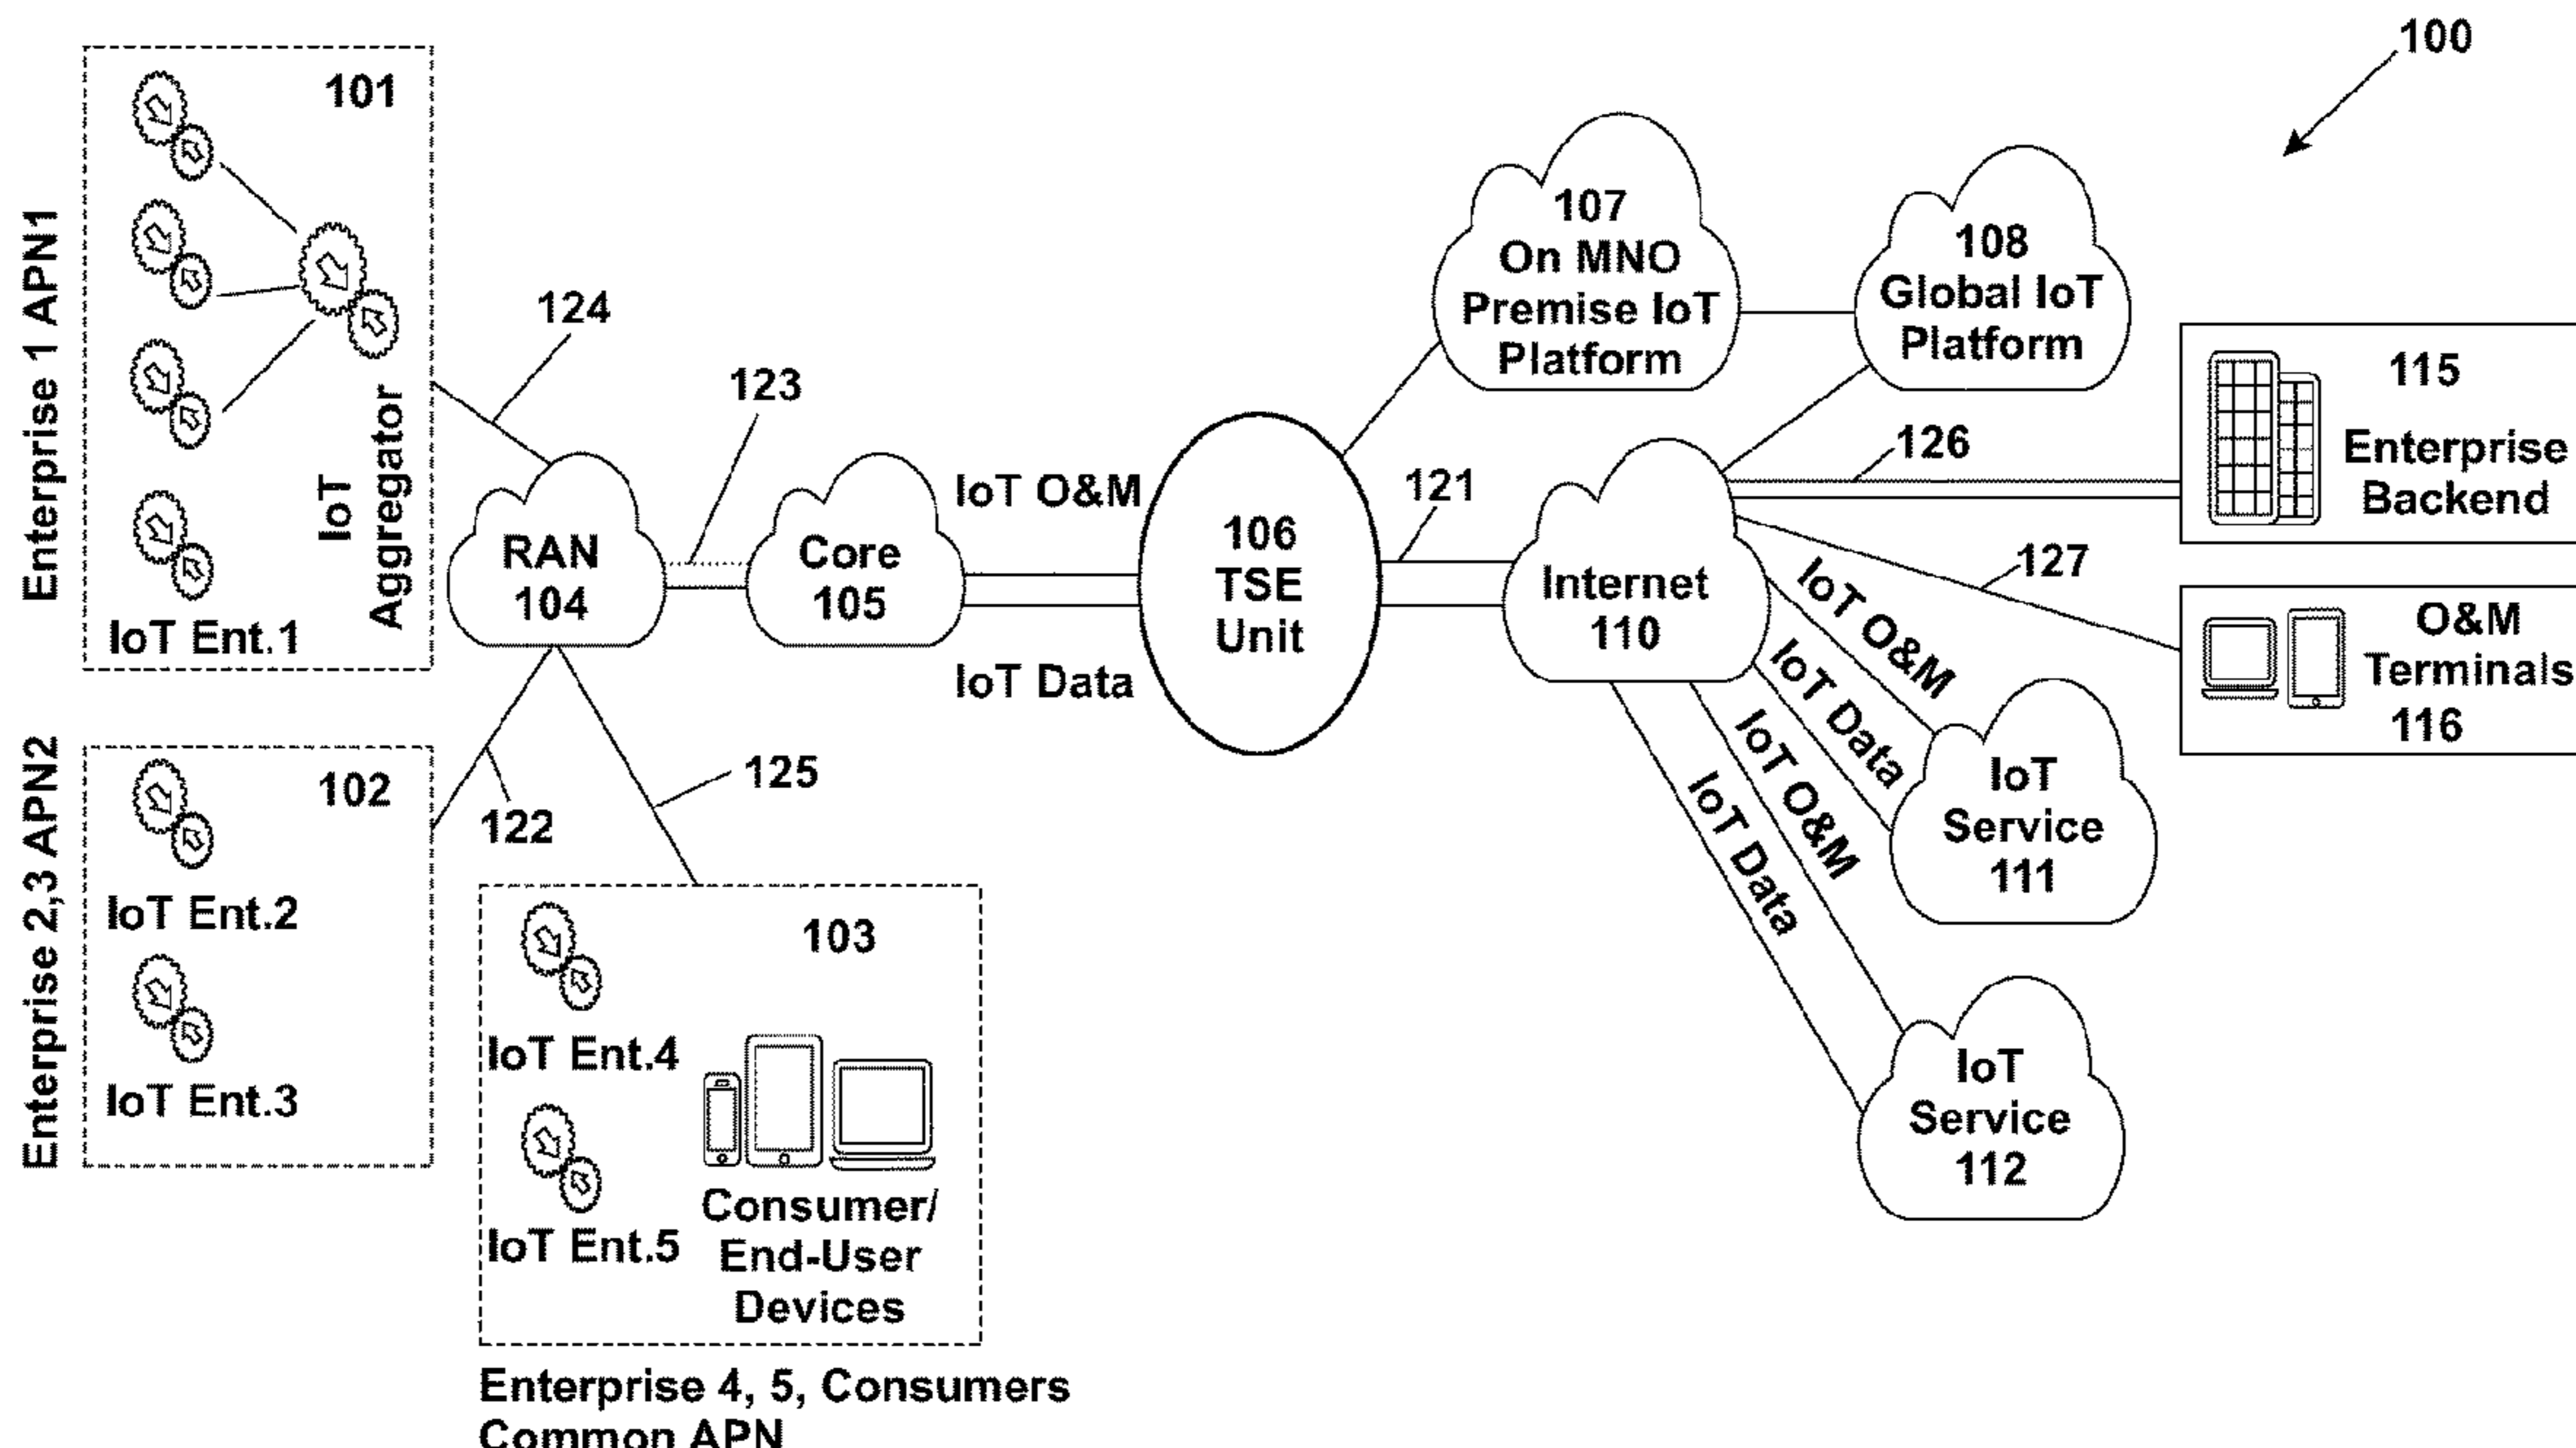 100
Enterprise 1 APN1
101
IoT
Aggregator
IoT Ent.1
124
123
RAN
104
Core
105
IoT O&M
IoT Data
106
TSE
Unit
107
On MNO
Premise IoT
Platform
108
Global IoT
Platform
121
Internet
110
126
115
Enterprise
Backend
127
O&M
Terminals
116
IoT O&M
IoT Data
IoT
Service
111
IoT O&M
IoT Data
IoT
Service
112
Enterprise 2,3 APN2
102
IoT Ent.2
IoT Ent.3
122
125
103
IoT Ent.4
IoT Ent.5
Consumer/
End-User
Devices
Enterprise 4, 5, Consumers
Common APN